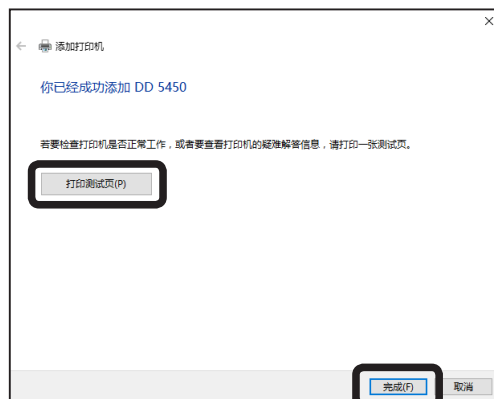 添加打印机
你已经成功添加 DD 5450
若要检查打印机是否正常工作，或者要查看打印机的疑难解答信息，请打印一张测试页。
打印测试页(P)
完成(F)
取消